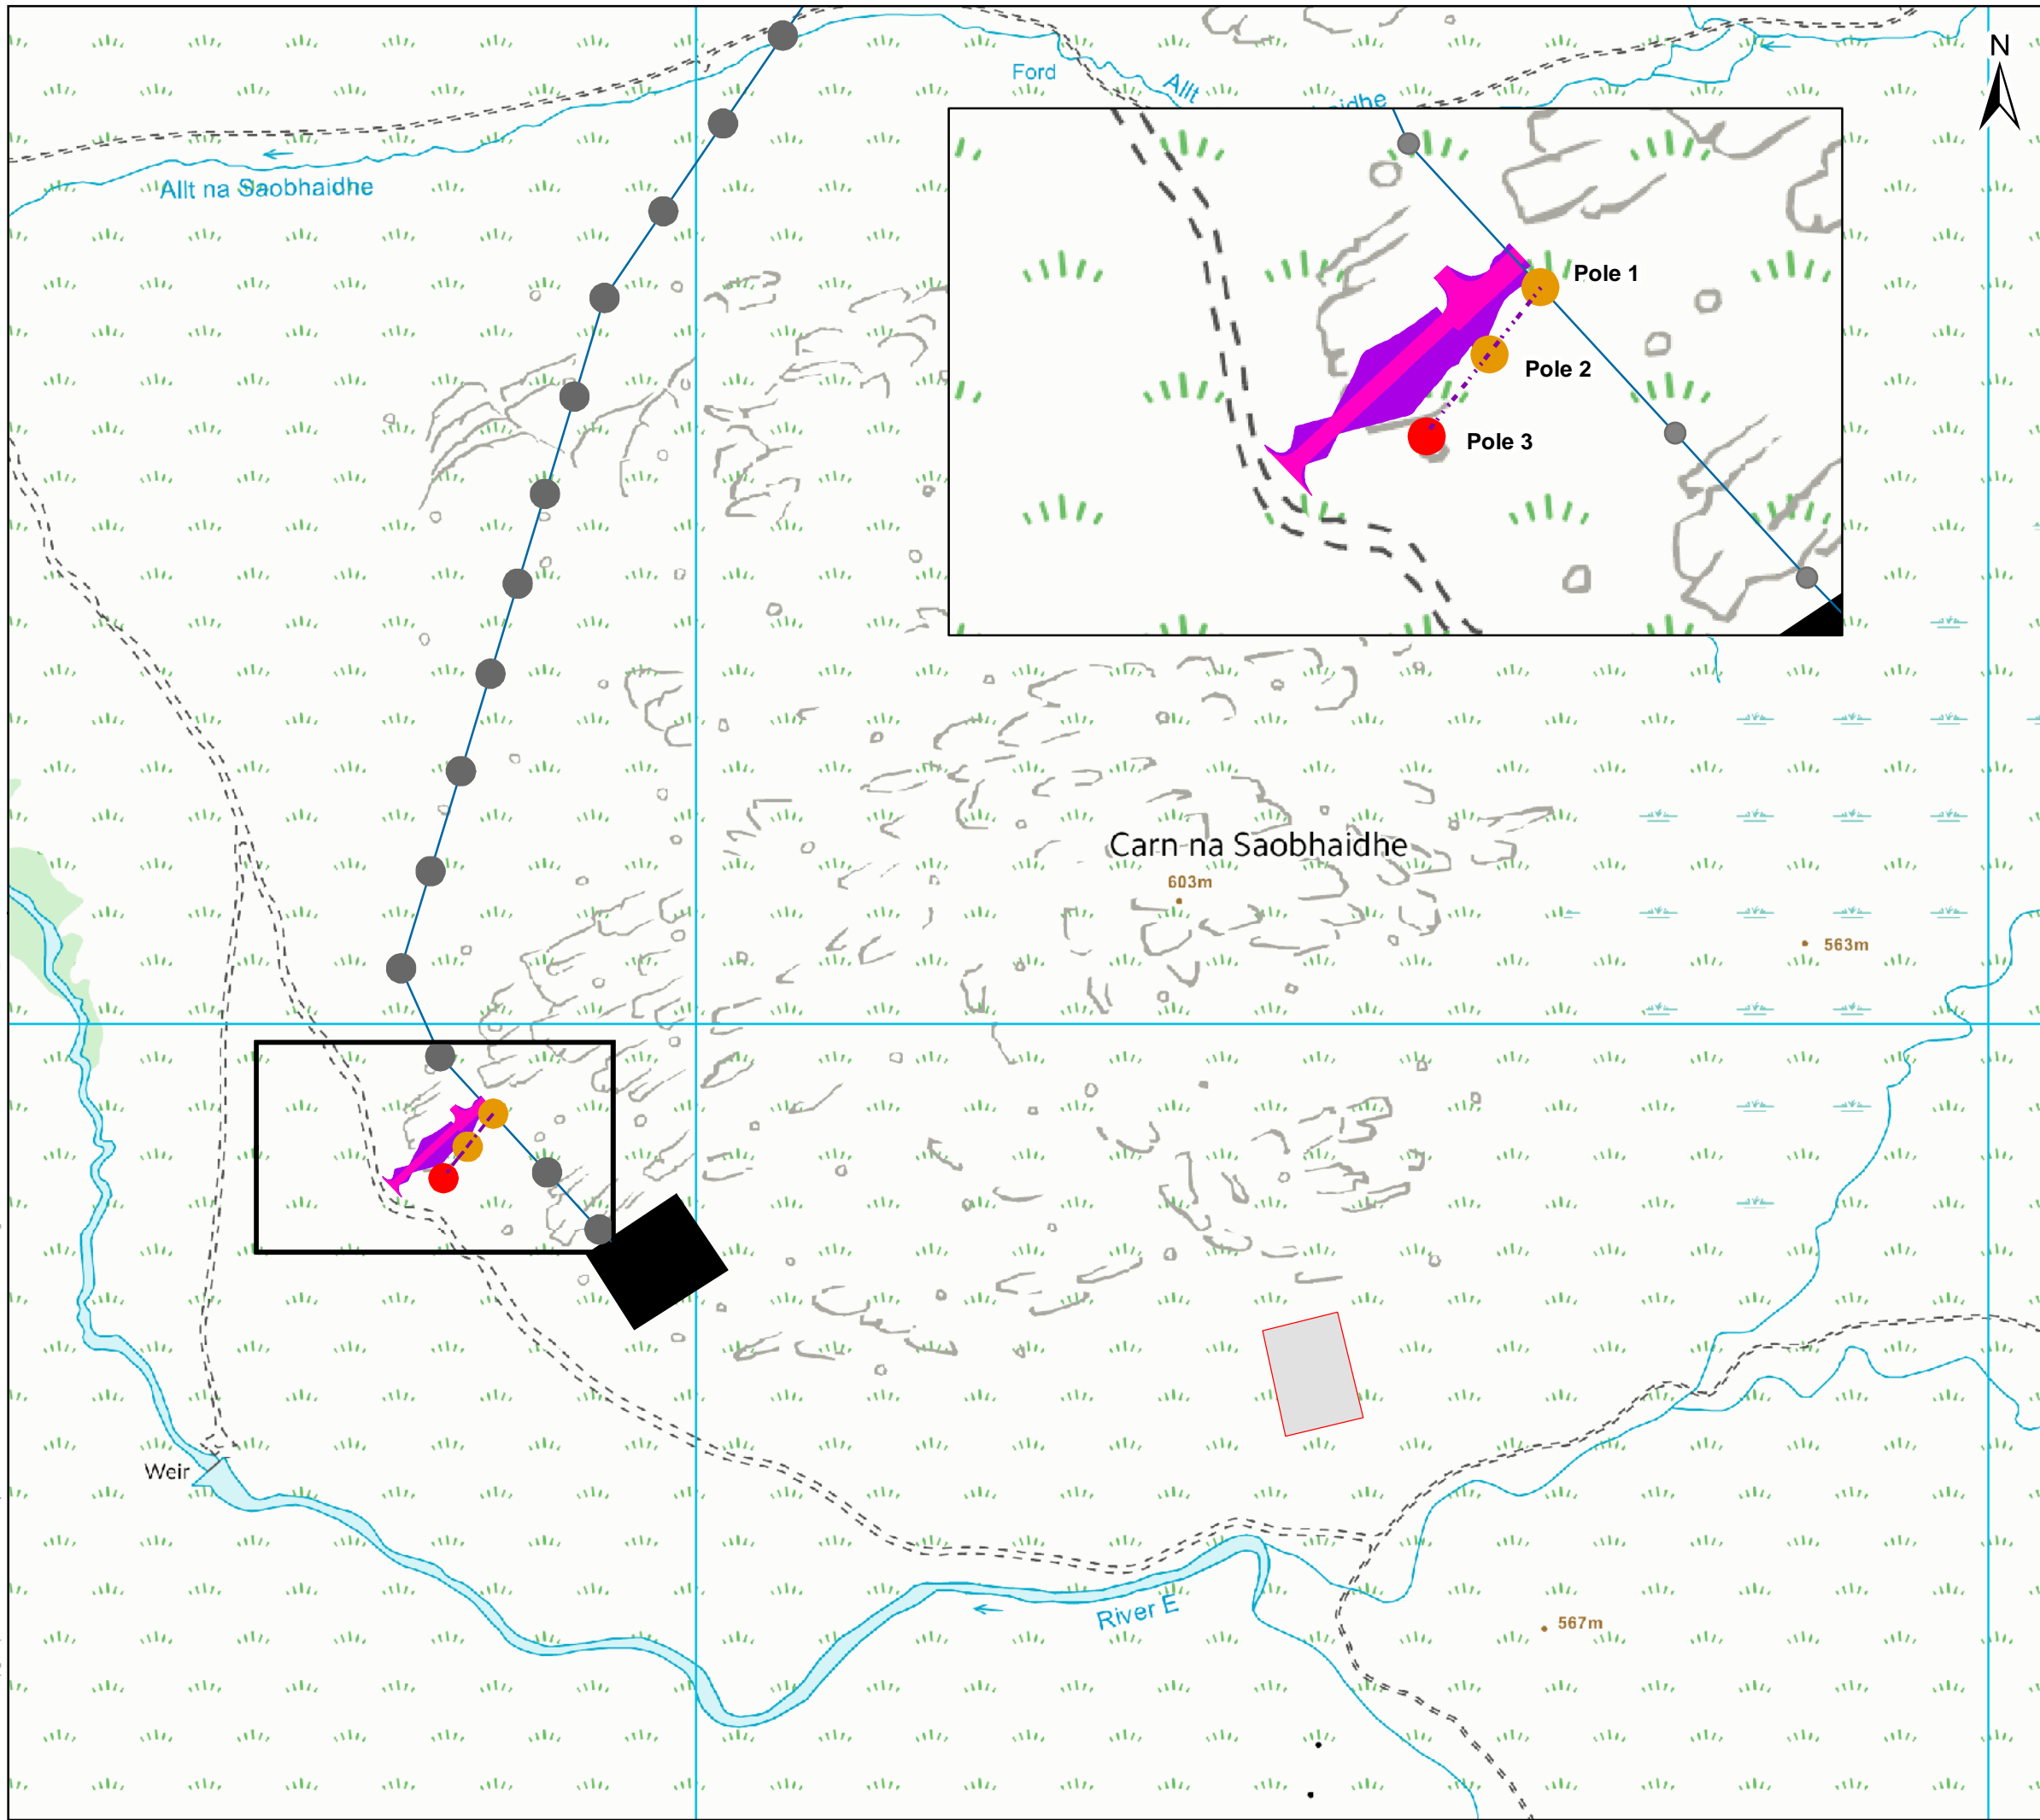 N
Ford
Allt
Allt na Saobhaidhe
Pole 1
Pole 2
Pole 3
Carn na Saobhaidhe
603m
563m
Weir
River E
567m